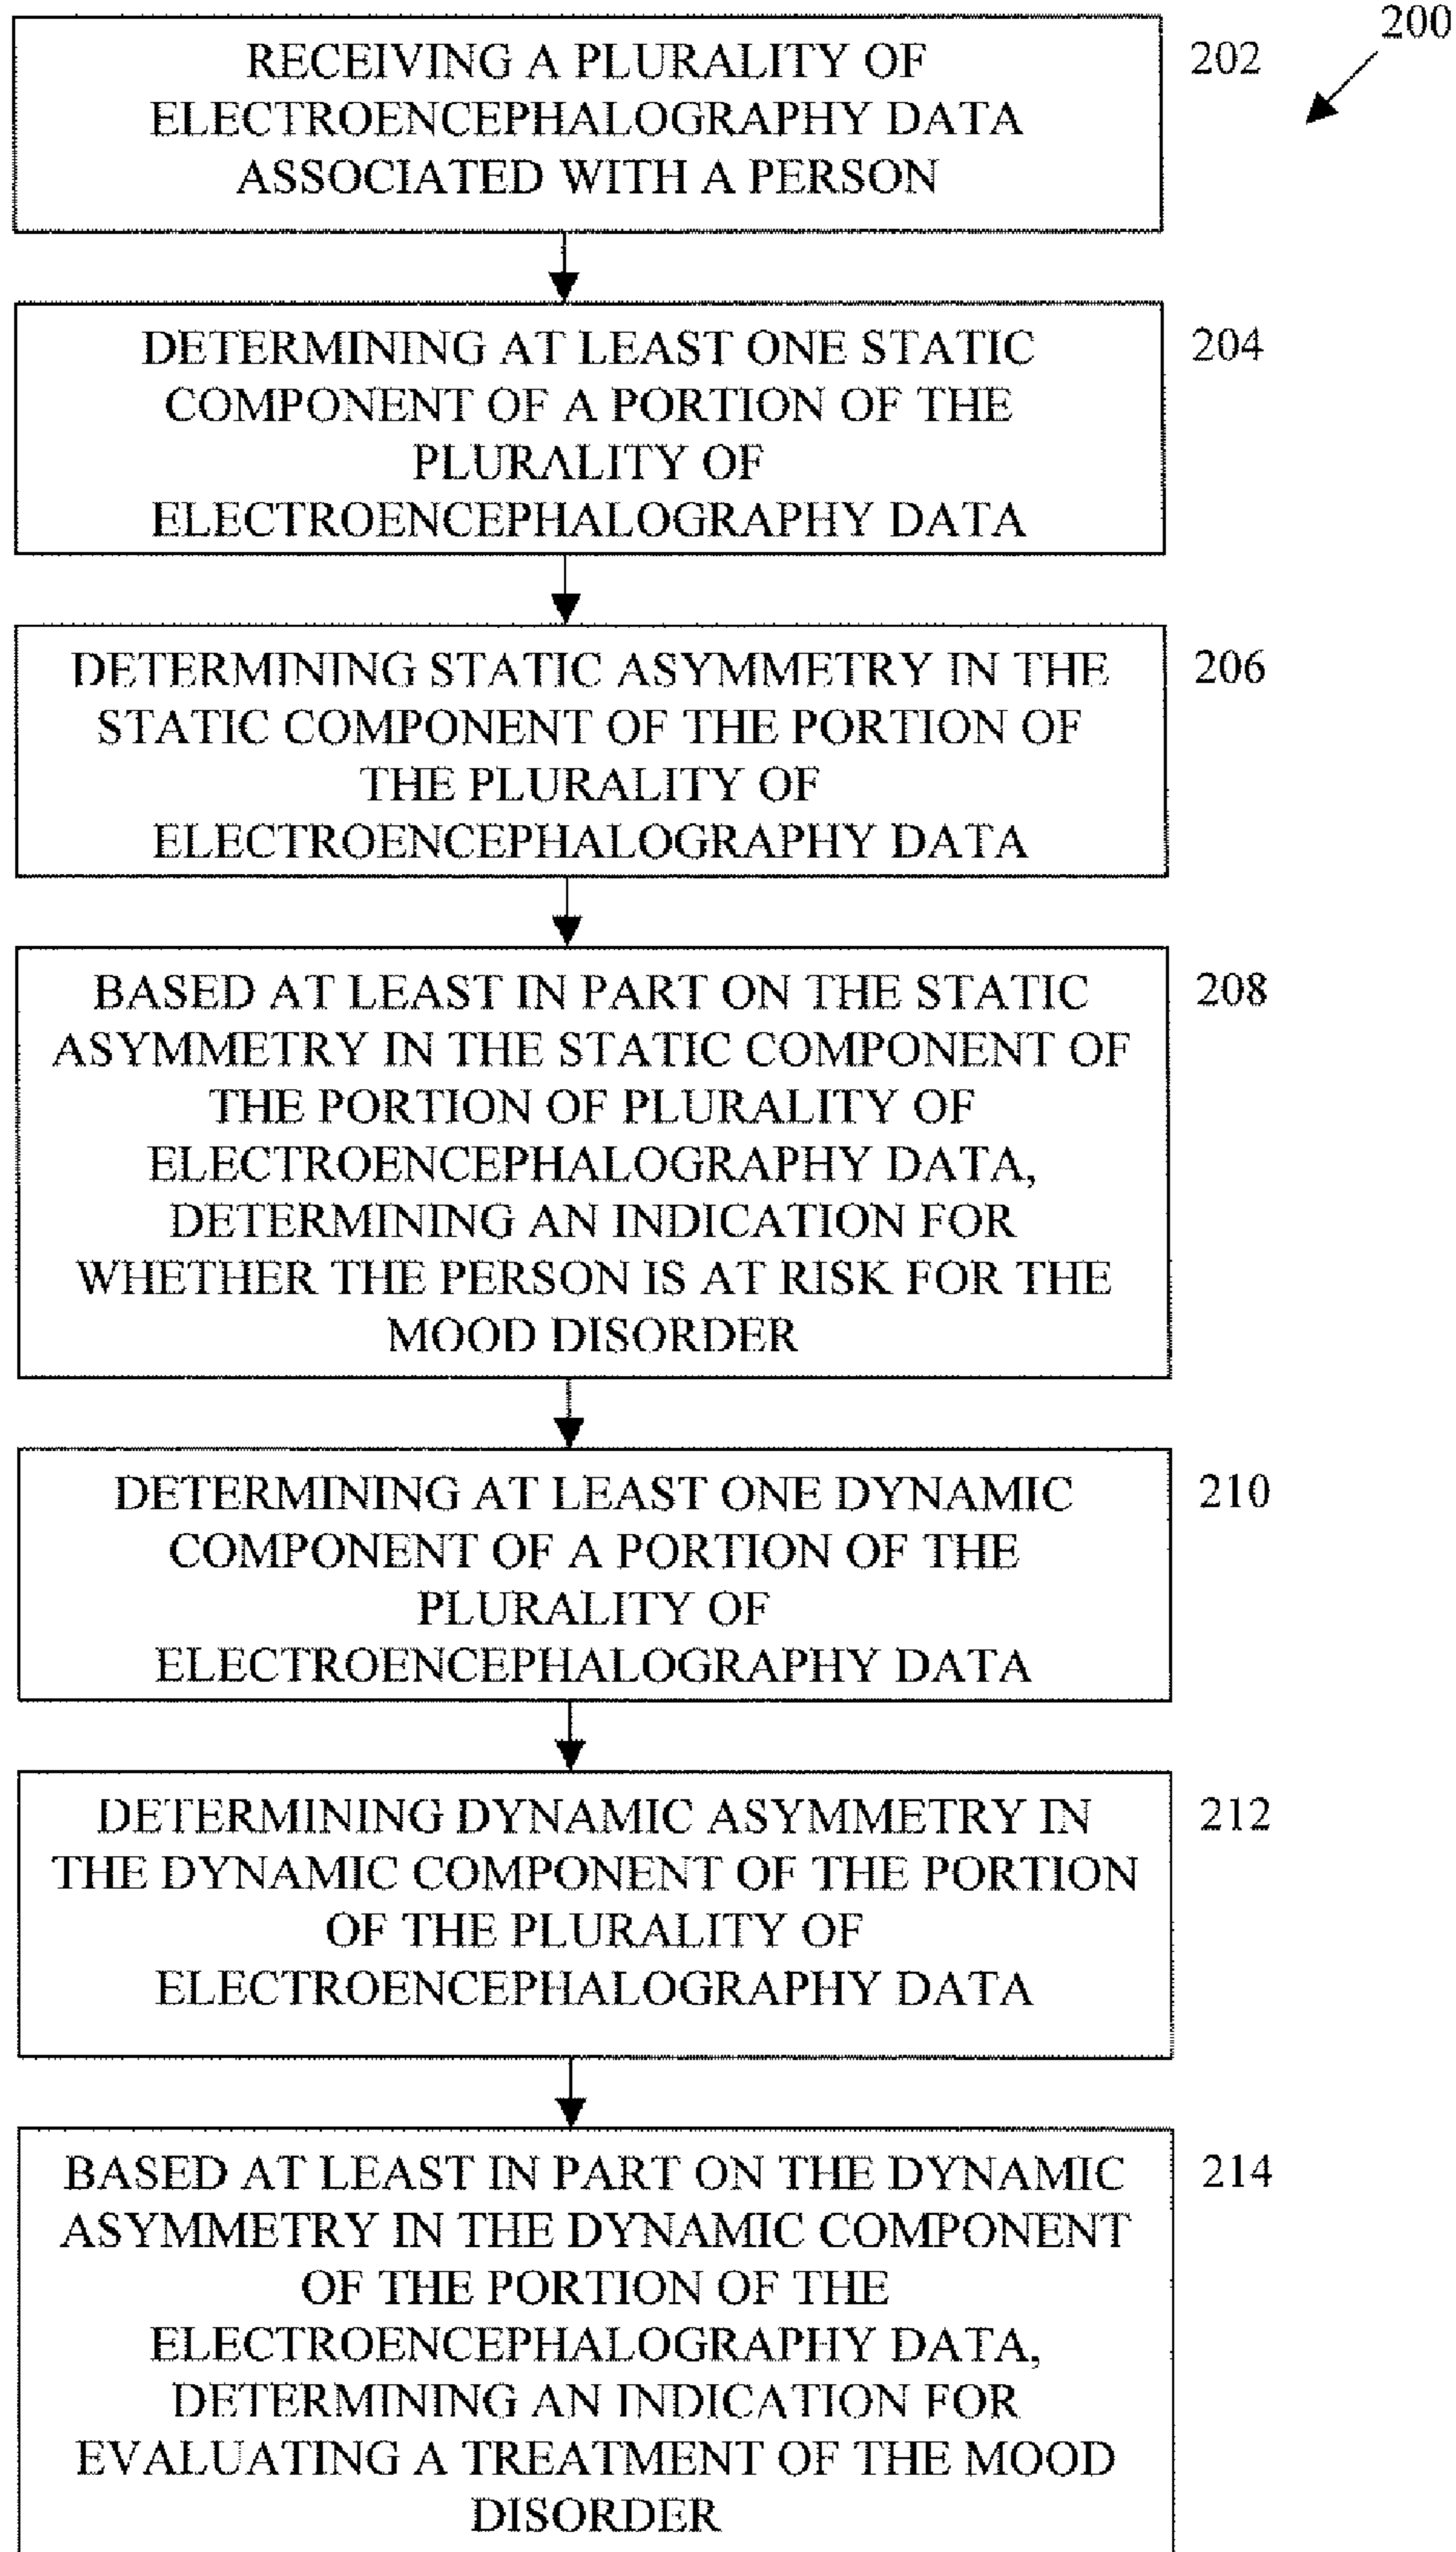 200
RECEIVING A PLURALITY OF
ELECTROENCEPHALOGRAPHY DATA
ASSOCIATED WITH A PERSON
202
DETERMINING AT LEAST ONE STATIC
COMPONENT OF A PORTION OF THE
PLURALITY OF
ELECTROENCEPHALOGRAPHY DATA
204
DETERMINING STATIC ASYMMETRY IN THE
STATIC COMPONENT OF THE PORTION OF
THE PLURALITY OF
ELECTROENCEPHALOGRAPHY DATA
206
BASED AT LEAST IN PART ON THE STATIC
ASYMMETRY IN THE STATIC COMPONENT OF
THE PORTION OF PLURALITY OF
ELECTROENCEPHALOGRAPHY DATA,
DETERMINING AN INDICATION FOR
WHETHER THE PERSON IS AT RISK FOR THE
MOOD DISORDER
208
DETERMINING AT LEAST ONE DYNAMIC
COMPONENT OF A PORTION OF THE
PLURALITY OF
ELECTROENCEPHALOGRAPHY DATA
210
DETERMINING DYNAMIC ASYMMETRY IN
THE DYNAMIC COMPONENT OF THE PORTION
OF THE PLURALITY OF
ELECTROENCEPHALOGRAPHY DATA
212
BASED AT LEAST IN PART ON THE DYNAMIC
ASYMMETRY IN THE DYNAMIC COMPONENT
OF THE PORTION OF THE
ELECTROENCEPHALOGRAPHY DATA,
DETERMINING AN INDICATION FOR
EVALUATING A TREATMENT OF THE MOOD
DISORDER
214